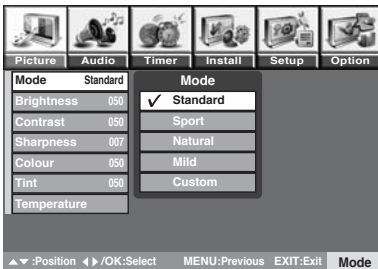 Picture Audio Timer Install Setup Option
Mode Standard
Brightness 050
Contrast 050
Sharpness 007
Colour 050
Tint 050
Temperature
Mode
Standard
Sport
Natural
Mild
Custom
▲▼ :Position ◀ ▶ /OK:Select MENU:Previous EXIT:Exit Mode